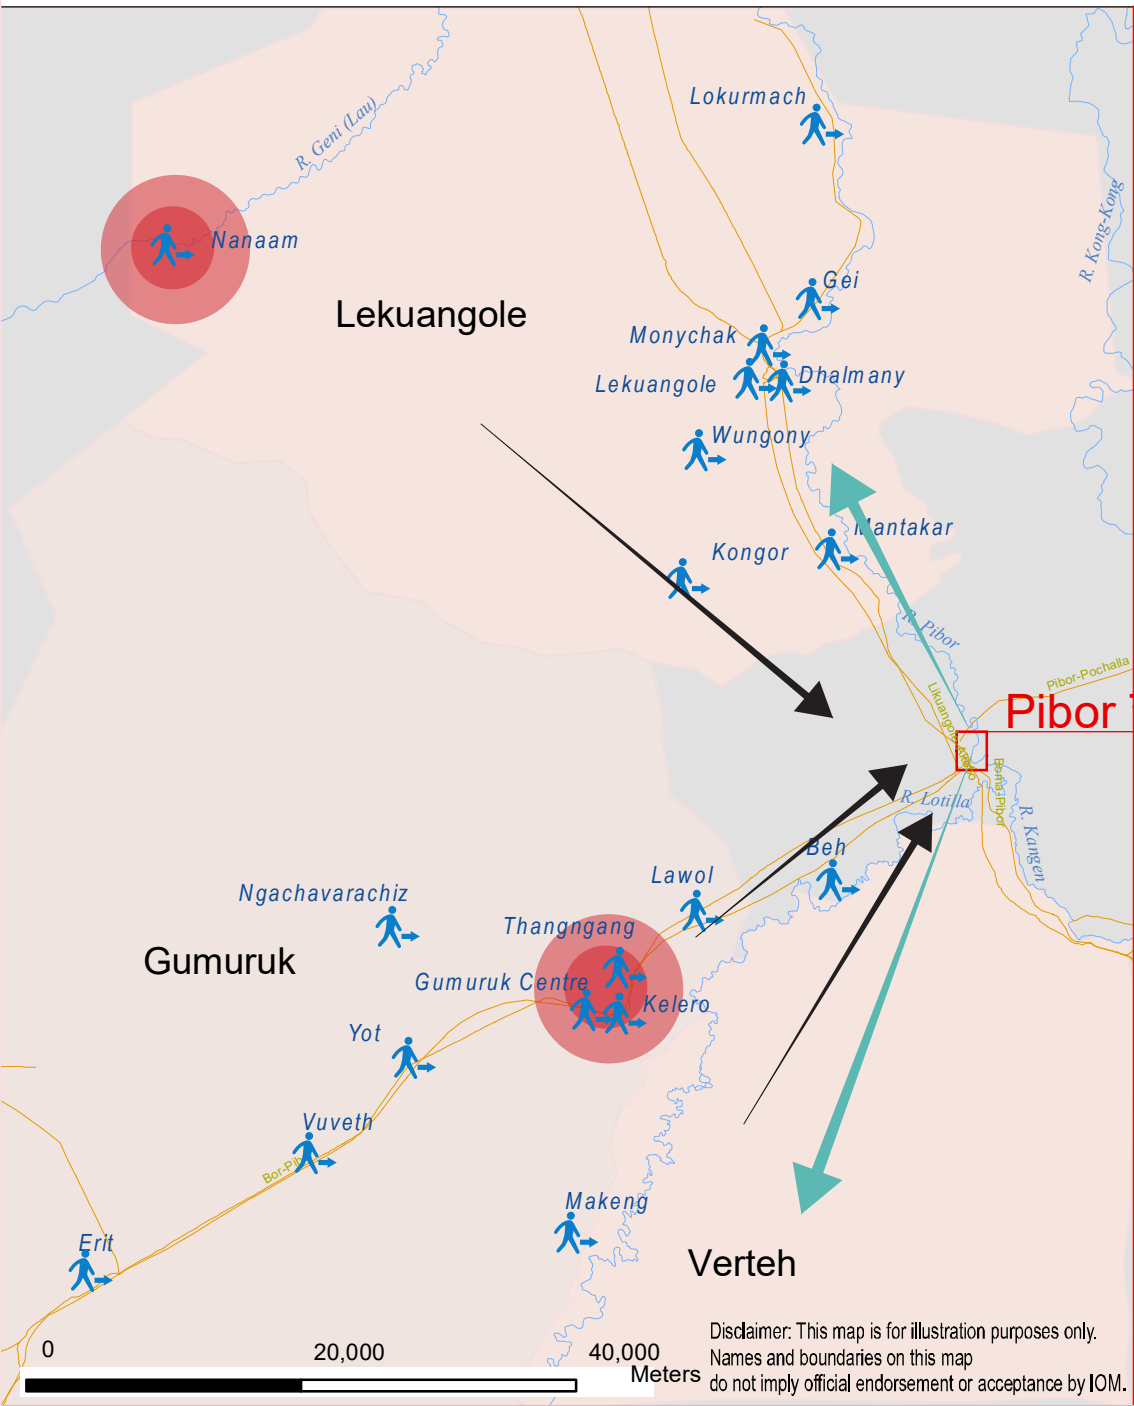 Lokurmach
R. Geni (Lau)
R. Kong-Kong
Nanaam
Gei
Lekuangole
Monychak
Lekuangole
Dhalmany
Wungony
Mantakar
Kongor
R. Pibor
Pibor-Pochalla
Likuangole-Akobo
Pibor
Boma-Pibor
R. Lotilla
R. Kangen
Beh
Lawol
Ngachavarachiz
Thangngang
Gumuruk
Gumuruk Centre
Kelero
Yot
Vuveth
Makeng
Erit
Verteh
Disclaimer: This map is for illustration purposes only.
Names and boundaries on this map
do not imply official endorsement or acceptance by IOM.
0 20,000 40,000
Meters